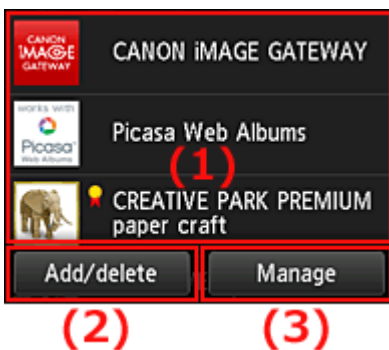 CANON
iMAGE
GATEWAY
CANON iMAGE GATEWAY
works with
Picasa
Web Albums
Picasa Web Albums
(1)
CREATIVE PARK PREMIUM
paper craft
Add/delete
Manage
(2)
(3)